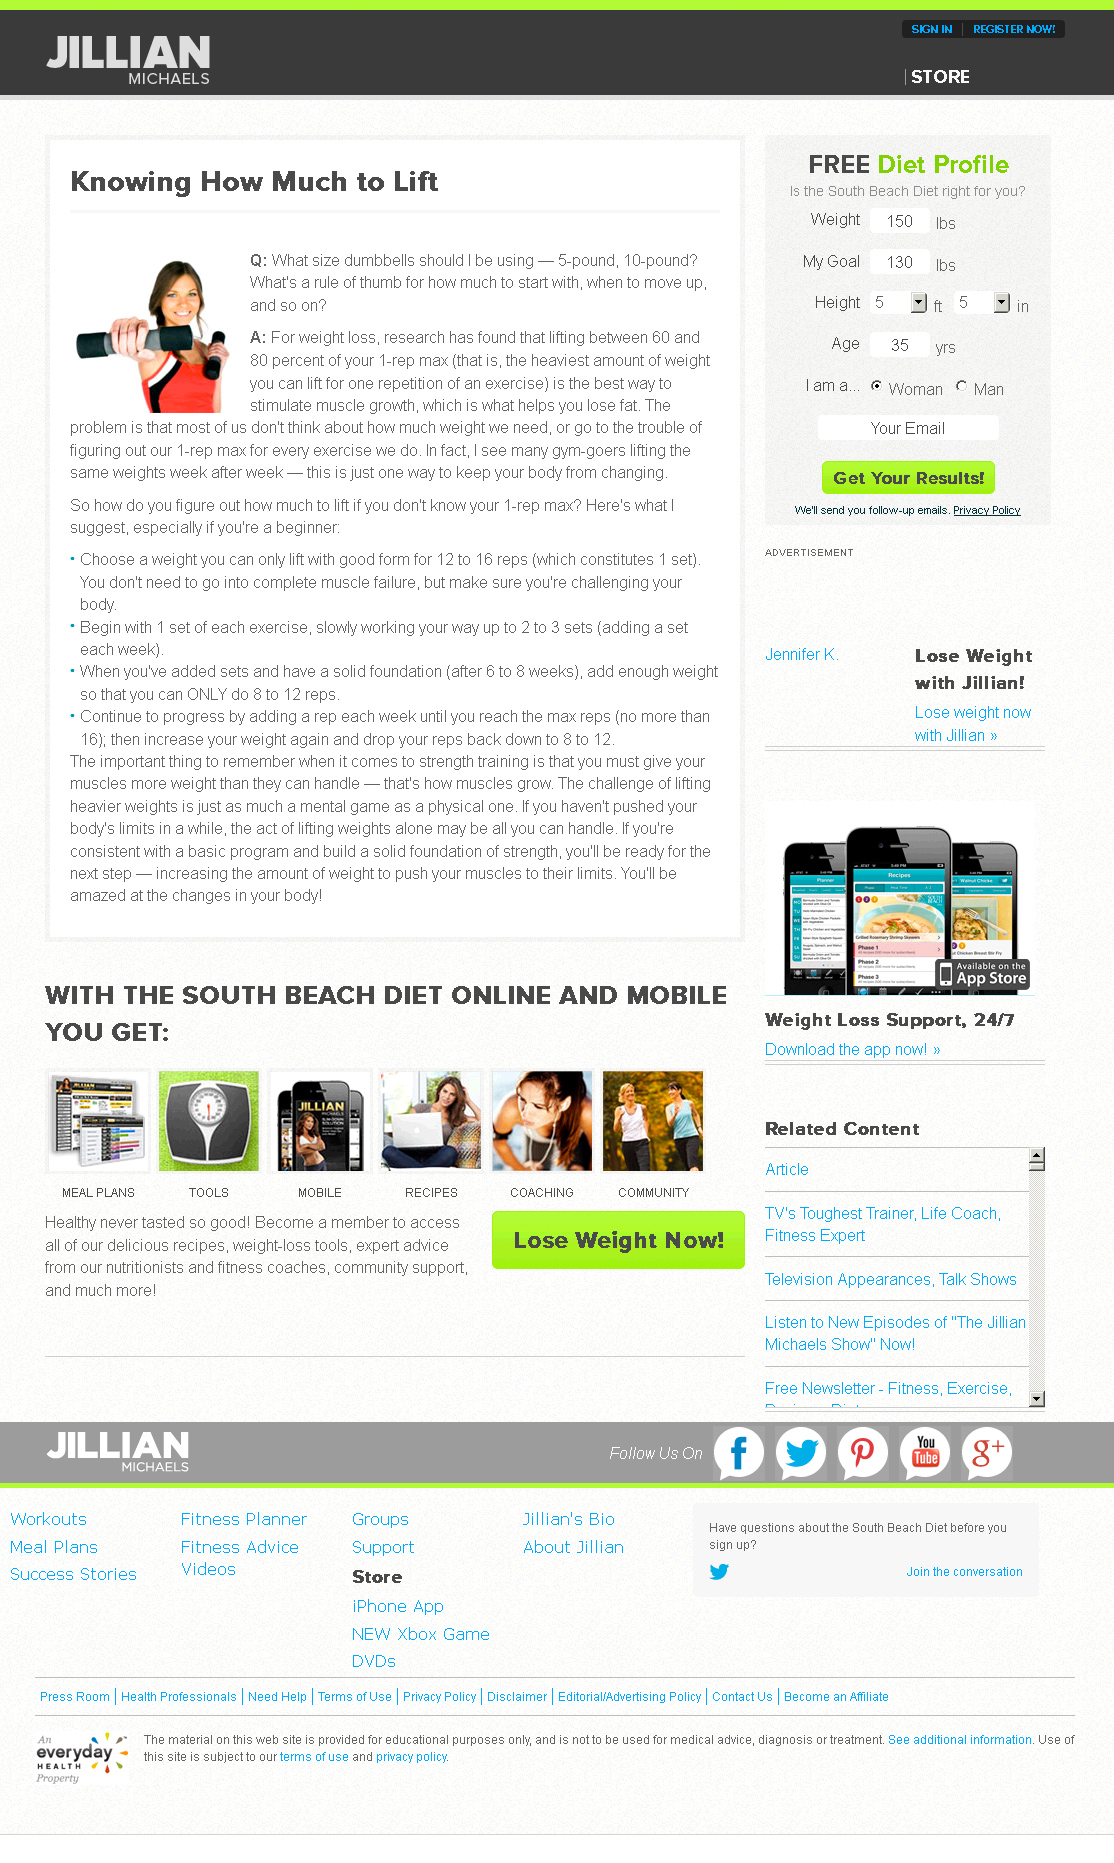 SIGN IN
REGISTER NOW!
JILLIAN
MICHAELS
STORE
Knowing How Much to Lift
Q: What size dumbbells should I be using — 5-pound, 10-pound?
What's a rule of thumb for how much to start with, when to move up,
and so on?
A: For weight loss, research has found that lifting between 60 and
80 percent of your 1-rep max (that is, the heaviest amount of weight
you can lift for one repetition of an exercise) is the best way to
stimulate muscle growth, which is what helps you lose fat. The
problem is that most of us don't think about how much weight we need, or go to the trouble of
figuring out our 1-rep max for every exercise we do. In fact, I see many gym-goers lifting the
same weights week after week — this is just one way to keep your body from changing.
So how do you figure out how much to lift if you don't know your 1-rep max? Here's what I
suggest, especially if you're a beginner:
• Choose a weight you can only lift with good form for 12 to 16 reps (which constitutes 1 set).
You don't need to go into complete muscle failure, but make sure you're challenging your
body.
• Begin with 1 set of each exercise, slowly working your way up to 2 to 3 sets (adding a set
each week).
• When you've added sets and have a solid foundation (after 6 to 8 weeks), add enough weight
so that you can ONLY do 8 to 12 reps.
• Continue to progress by adding a rep each week until you reach the max reps (no more than
16); then increase your weight again and drop your reps back down to 8 to 12.
The important thing to remember when it comes to strength training is that you must give your
muscles more weight than they can handle — that's how muscles grow. The challenge of lifting
heavier weights is just as much a mental game as a physical one. If you haven't pushed your
body's limits in a while, the act of lifting weights alone may be all you can handle. If you're
consistent with a basic program and build a solid foundation of strength, you'll be ready for the
next step — increasing the amount of weight to push your muscles to their limits. You'll be
amazed at the changes in your body!
FREE Diet Profile
Is the South Beach Diet right for you?
Weight 150 lbs
My Goal 130 lbs
Height 5 ft 5 in
Age 35 yrs
I am a... Woman Man
Your Email
Get Your Results!
We'll send you follow-up emails. Privacy Policy
ADVERTISEMENT
Jennifer K.
Lose Weight
with Jillian!
Lose weight now
with Jillian »
Planner
Recipes
Phase 1
Phase 2
Phase 3
Available on the
App Store
Weight Loss Support, 24/7
Download the app now! »
Related Content
Article
TV's Toughest Trainer, Life Coach,
Fitness Expert
Television Appearances, Talk Shows
Listen to New Episodes of "The Jillian
Michaels Show" Now!
Free Newsletter - Fitness, Exercise,
WITH THE SOUTH BEACH DIET ONLINE AND MOBILE
YOU GET:
JILLIAN
MICHAELS
MEAL PLANS
TOOLS
MOBILE
RECIPES
COACHING
COMMUNITY
Healthy never tasted so good! Become a member to access
all of our delicious recipes, weight-loss tools, expert advice
from our nutritionists and fitness coaches, community support,
and much more!
Lose Weight Now!
JILLIAN
MICHAELS
Follow Us On
You
Tube
g+
Workouts
Meal Plans
Success Stories
Fitness Planner
Fitness Advice
Videos
Groups
Support
Store
iPhone App
NEW Xbox Game
DVDs
Jillian's Bio
About Jillian
Have questions about the South Beach Diet before you
sign up?
Join the conversation
Press Room | Health Professionals | Need Help | Terms of Use | Privacy Policy | Disclaimer | Editorial/Advertising Policy | Contact Us | Become an Affiliate
An
everyday
HEALTH
Property
The material on this web site is provided for educational purposes only, and is not to be used for medical advice, diagnosis or treatment. See additional information. Use of
this site is subject to our terms of use and privacy policy.